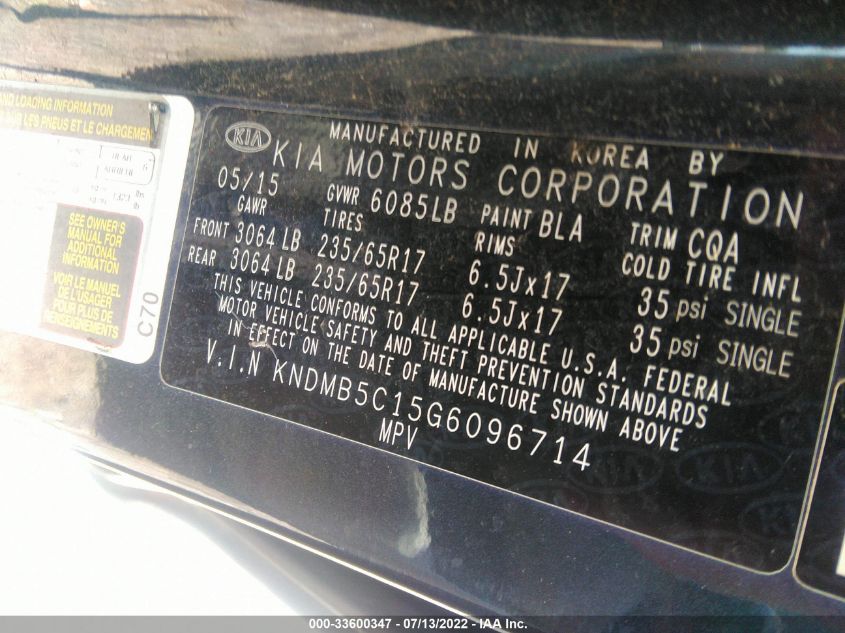 AND LOADING INFORMATION
SUR LES PNEUS ET LE CHARGEMENT
SEE OWNER'S
MANUAL FOR
ADDITIONAL
INFORMATION
VOIR LE MANUEL
DE L'USAGER
POUR PLUS DE
RENSEIGNEMENTS
C70
KIA
MANUFACTURED IN KOREA BY
KIA MOTORS CORPORATION
05/15 GVWR 6085LB PAINT BLA TRIM CQA
GAWR TIRES RIMS COLD TIRE INFL
FRONT 3064 LB 235/65R17 6.5Jx17 35 psi SINGLE
REAR 3064 LB 235/65R17 6.5Jx17 35 psi SINGLE
THIS VEHICLE CONFORMS TO ALL APPLICABLE U.S.A. FEDERAL
MOTOR VEHICLE SAFETY AND THEFT PREVENTION STANDARDS
IN EFFECT ON THE DATE OF MANUFACTURE SHOWN ABOVE
V.I.N KNDMB5C15G6096714
MPV
000-33600347 - 07/13/2022 - IAA Inc.